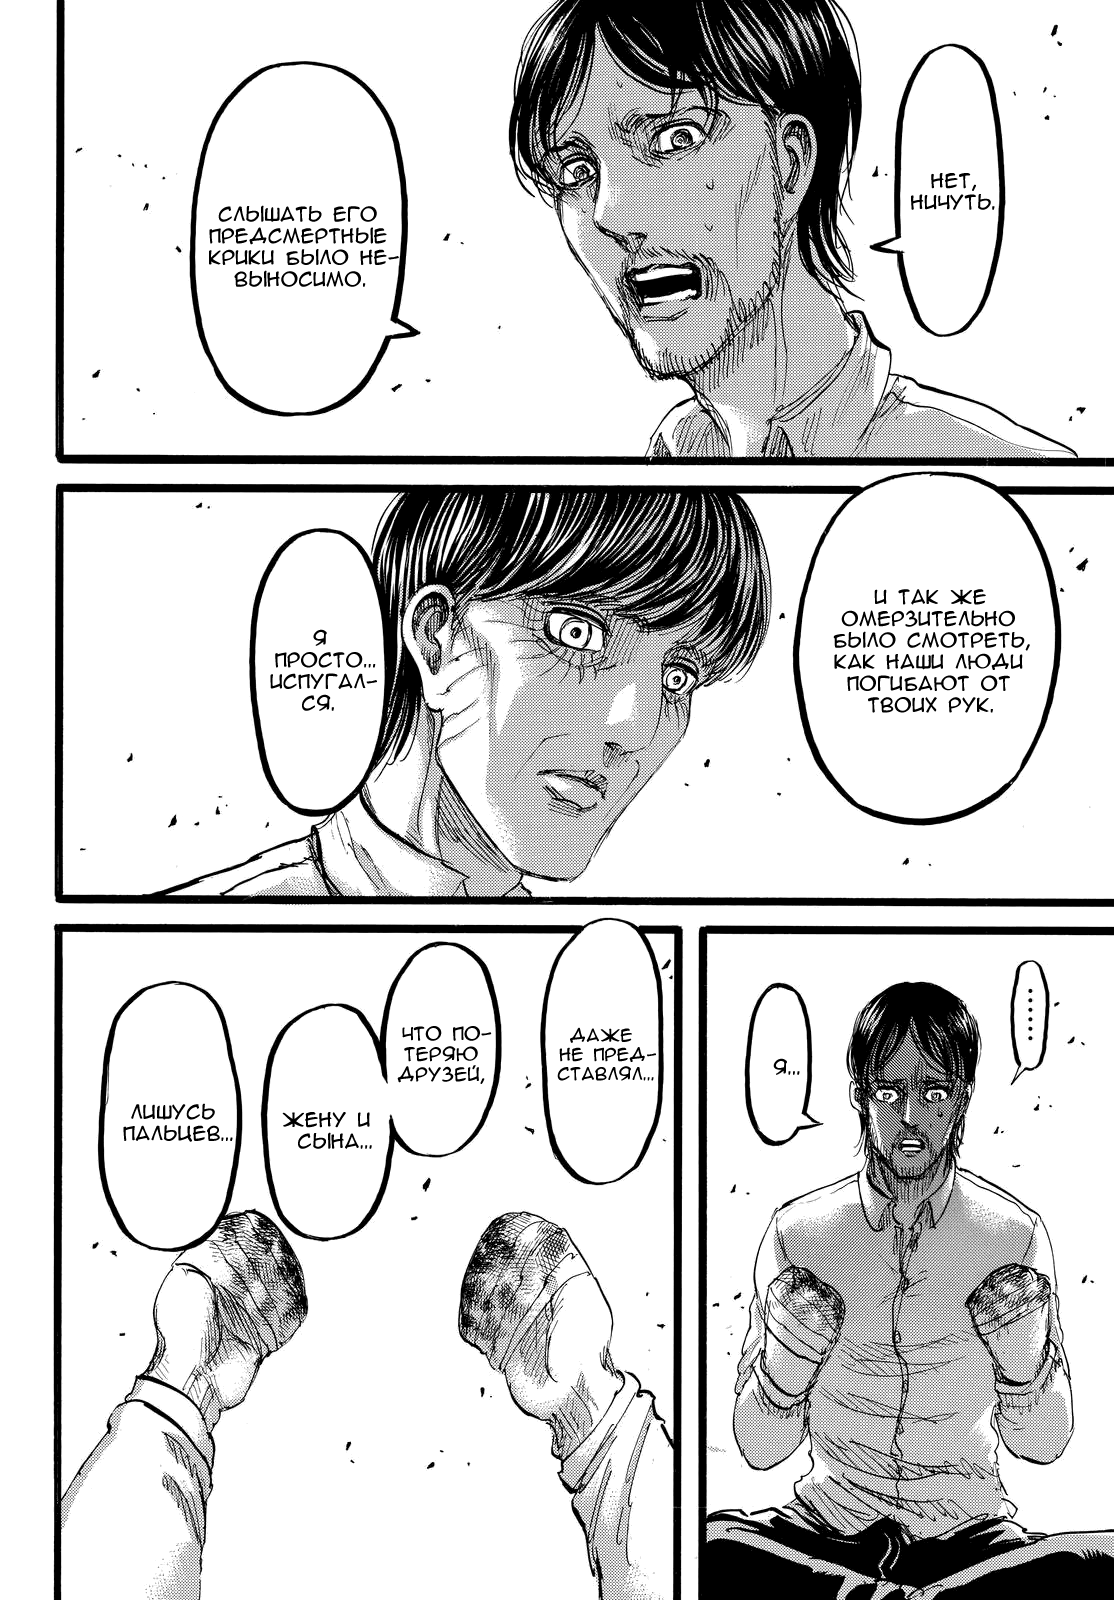 НЕТ,
НИЧУТЬ.
СЛЫШАТЬ ЕГО
ПРЕДСМЕРТНЫЕ
КРИКИ БЫЛО НЕ-
ВЫНОСИМО.
И ТАК ЖЕ
ОМЕРЗИТЕЛЬНО
БЫЛО СМОТРЕТЬ,
КАК НАШИ ЛЮДИ
ПОГИБАЮТ ОТ
ТВОИХ РУК.
Я
ПРОСТО...
ИСПУГАЛ-
СЯ.
......
Я...
ДАЖЕ
НЕ ПРЕД-
СТАВЛЯЛ...
ЧТО ПО-
ТЕРЯЮ
ДРУЗЕЙ,
ЖЕНУ И
СЫНА...
ЛИШУСЬ
ПАЛЬЦЕВ...